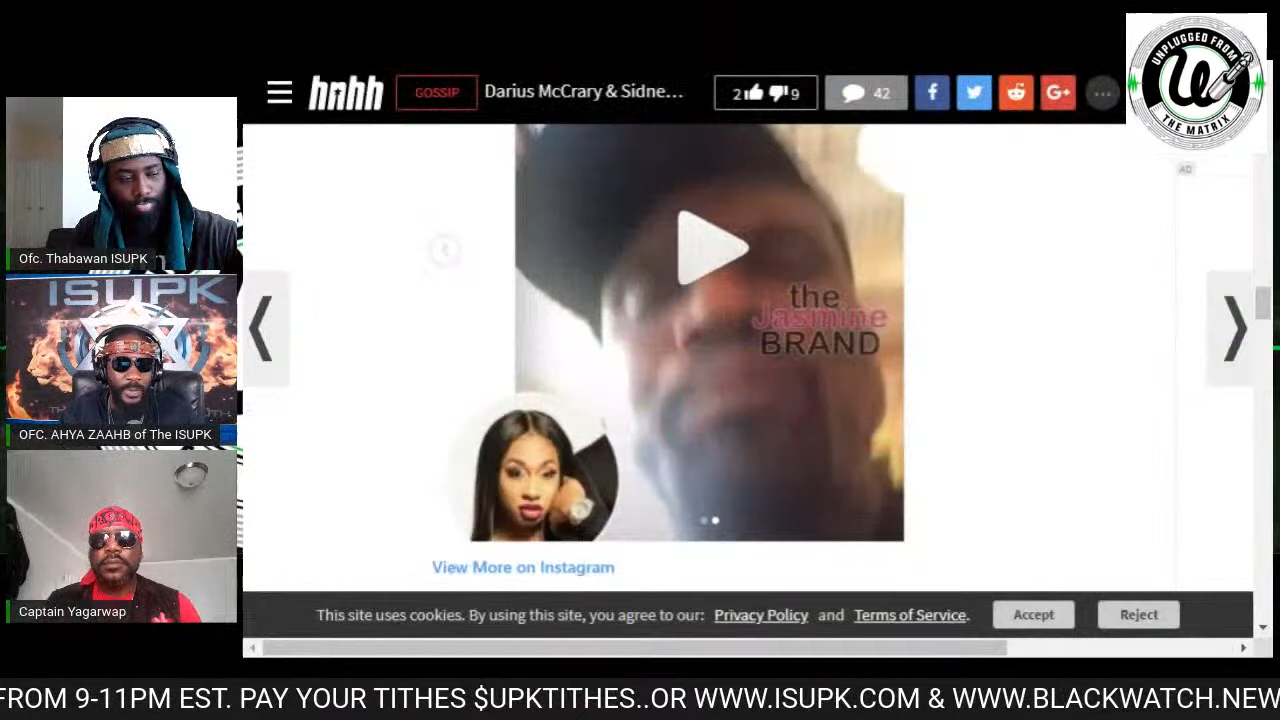 hnhh
GOSSIP
Darius McCrary & Sidne...
2
9
42
G+
UNPLUGGED FROM
THE MATRIX
AD
Ofc. Thabawan ISUPK
ISUPK
OFC. AHYA ZAAHB of The ISUPK
Captain Yagarwap
the
Jasmine
BRAND
View More on Instagram
This site uses cookies. By using this site, you agree to our: Privacy Policy and Terms of Service.
Accept
Reject
FROM 9-11PM EST. PAY YOUR TITHES $UPKTITHES..OR WWW.ISUPK.COM & WWW.BLACKWATCH.NEW